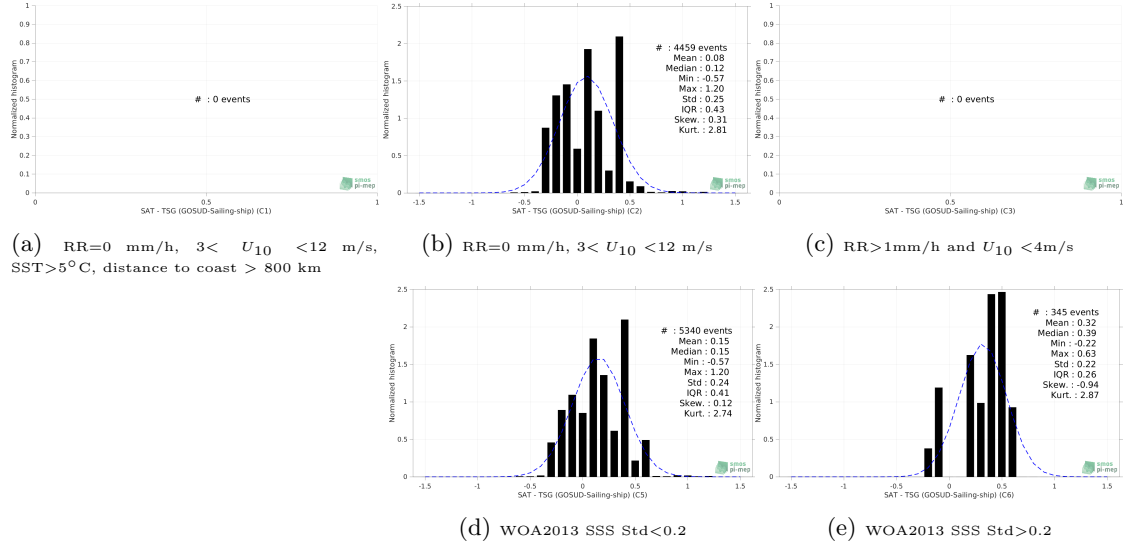 1
0.9
0.8
0.7
0.6
0.5
0.4
0.3
0.2
0.1
0
Normalized histogram
# : 0 events
smos
pi-mep
0 0.5 1
SAT - TSG (GOSUD-Sailing-ship) (C1)
(a) RR=0 mm/h, 3< U10 <12 m/s,
SST>5°C, distance to coast > 800 km
2.5
2
1.5
1
0.5
0
Normalized histogram
# : 4459 events
Mean : 0.08
Median : 0.12
Min : -0.57
Max : 1.20
Std : 0.25
IQR : 0.43
Skew. : 0.31
Kurt. : 2.81
smos
pi-mep
-1.5 -1 -0.5 0 0.5 1 1.5
SAT - TSG (GOSUD-Sailing-ship) (C2)
(b) RR=0 mm/h, 3< U10 <12 m/s
1
0.9
0.8
0.7
0.6
0.5
0.4
0.3
0.2
0.1
0
Normalized histogram
# : 0 events
smos
pi-mep
0 0.5 1
SAT - TSG (GOSUD-Sailing-ship) (C3)
(c) RR>1mm/h and U10 <4m/s
2.5
2
1.5
1
0.5
0
Normalized histogram
# : 5340 events
Mean : 0.15
Median : 0.15
Min : -0.57
Max : 1.20
Std : 0.24
IQR : 0.41
Skew. : 0.12
Kurt. : 2.74
smos
pi-mep
-1.5 -1 -0.5 0 0.5 1 1.5
SAT - TSG (GOSUD-Sailing-ship) (C5)
(d) WOA2013 SSS Std<0.2
2.5
2
1.5
1
0.5
0
Normalized histogram
# : 345 events
Mean : 0.32
Median : 0.39
Min : -0.22
Max : 0.63
Std : 0.22
IQR : 0.26
Skew. : -0.94
Kurt. : 2.87
smos
pi-mep
-1.5 -1 -0.5 0 0.5 1 1.5
SAT - TSG (GOSUD-Sailing-ship) (C6)
(e) WOA2013 SSS Std>0.2